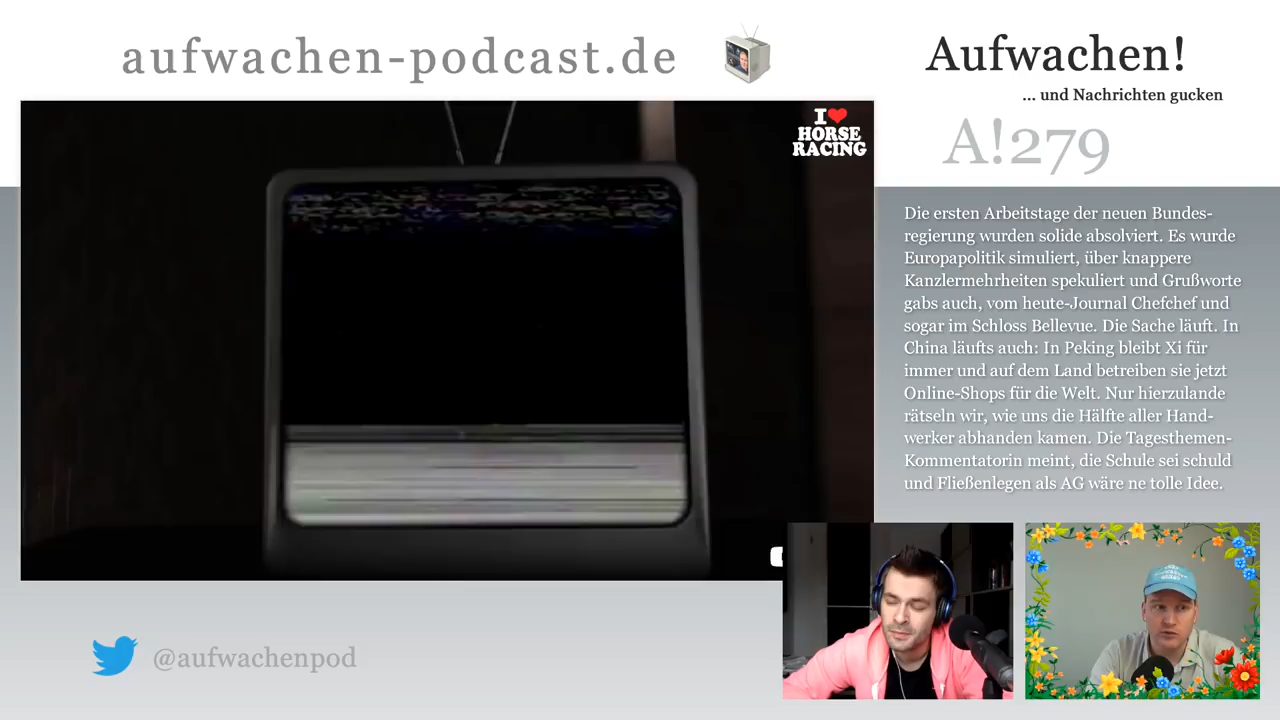 aufwachen-podcast.de
Aufwachen!
... und Nachrichten gucken
A!279
I
HORSE
RACING
Die ersten Arbeitstage der neuen Bundes-
regierung wurden solide absolviert. Es wurde
Europapolitik simuliert, über knappere
Kanzlermehrheiten spekuliert und Grußworte
gabs auch, vom heute-Journal Chefchef und
sogar im Schloss Bellevue. Die Sache läuft. In
China läufts auch: In Peking bleibt Xi für
immer und auf dem Land betreiben sie jetzt
Online-Shops für die Welt. Nur hierzulande
rätseln wir, wie uns die Hälfte aller Hand-
werker abhanden kamen. Die Tagesthemen-
Kommentatorin meint, die Schule sei schuld
und Fließenlegen als AG wäre ne tolle Idee.
@aufwachenpod